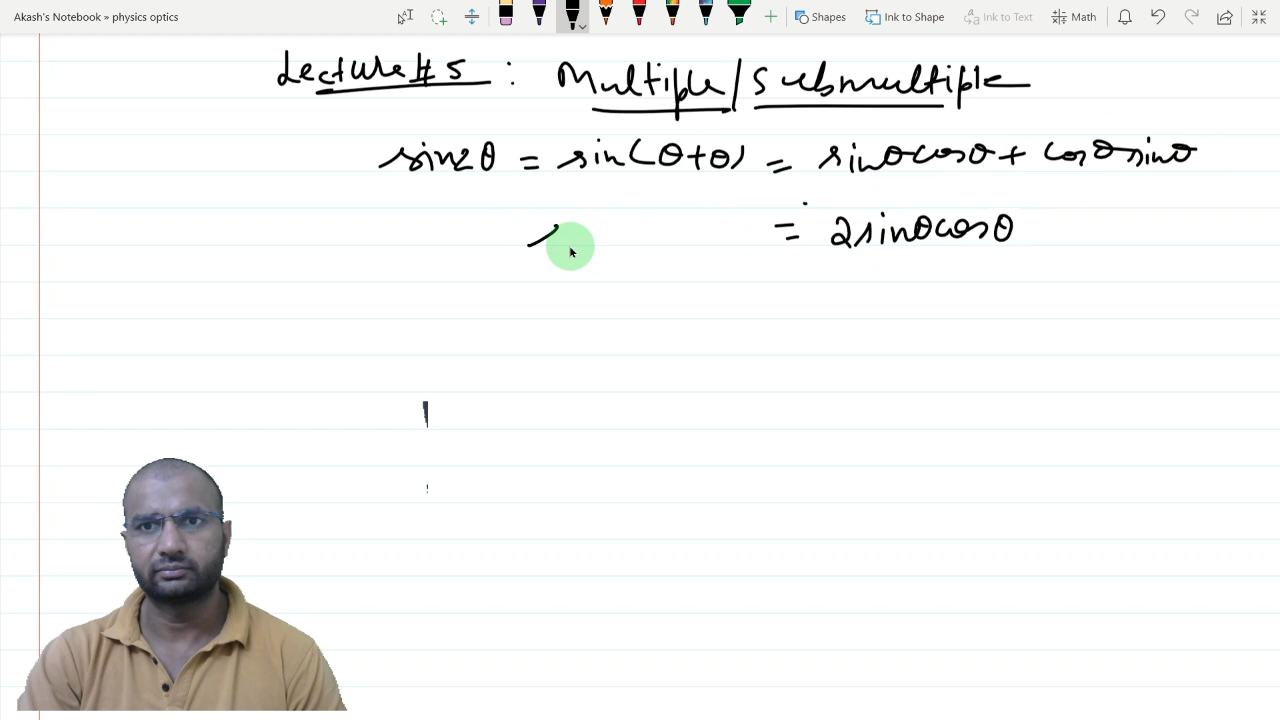 Akash's Notebook » physics optics
Shapes
Ink to Shape
Ink to Text
Math
Lecture # 5 : Multiple/Submultiple
sin2θ = sin(θ+θ) = sinθcosθ + cosθsinθ
= 2sinθcosθ